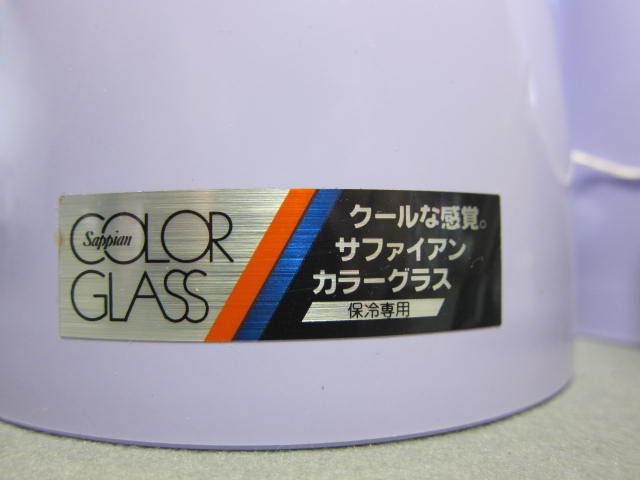 COLOR
Sappian
GLASS
クールな感覚。
サファイアン
カラーグラス
保冷専用